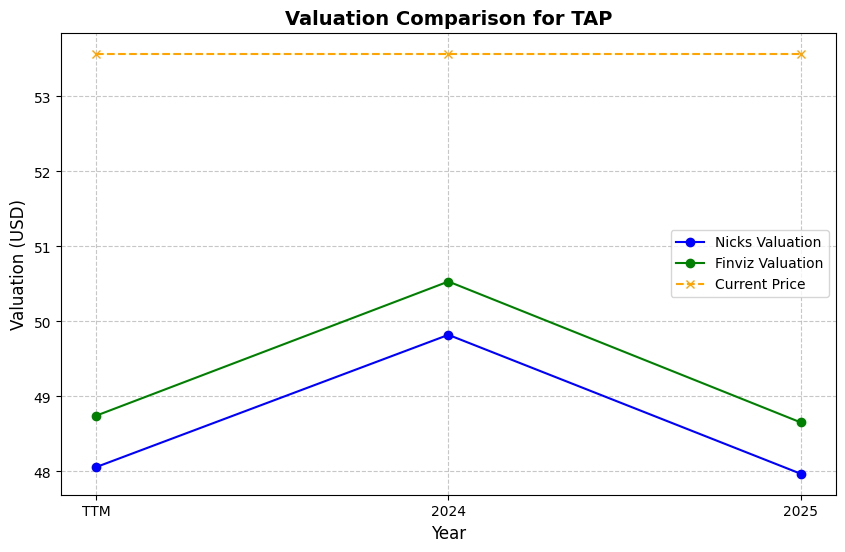 Valuation Comparison for TAP
Valuation (USD)
53
52
51
50
49
48
Nicks Valuation
Finviz Valuation
Current Price
TTM
2024
2025
Year